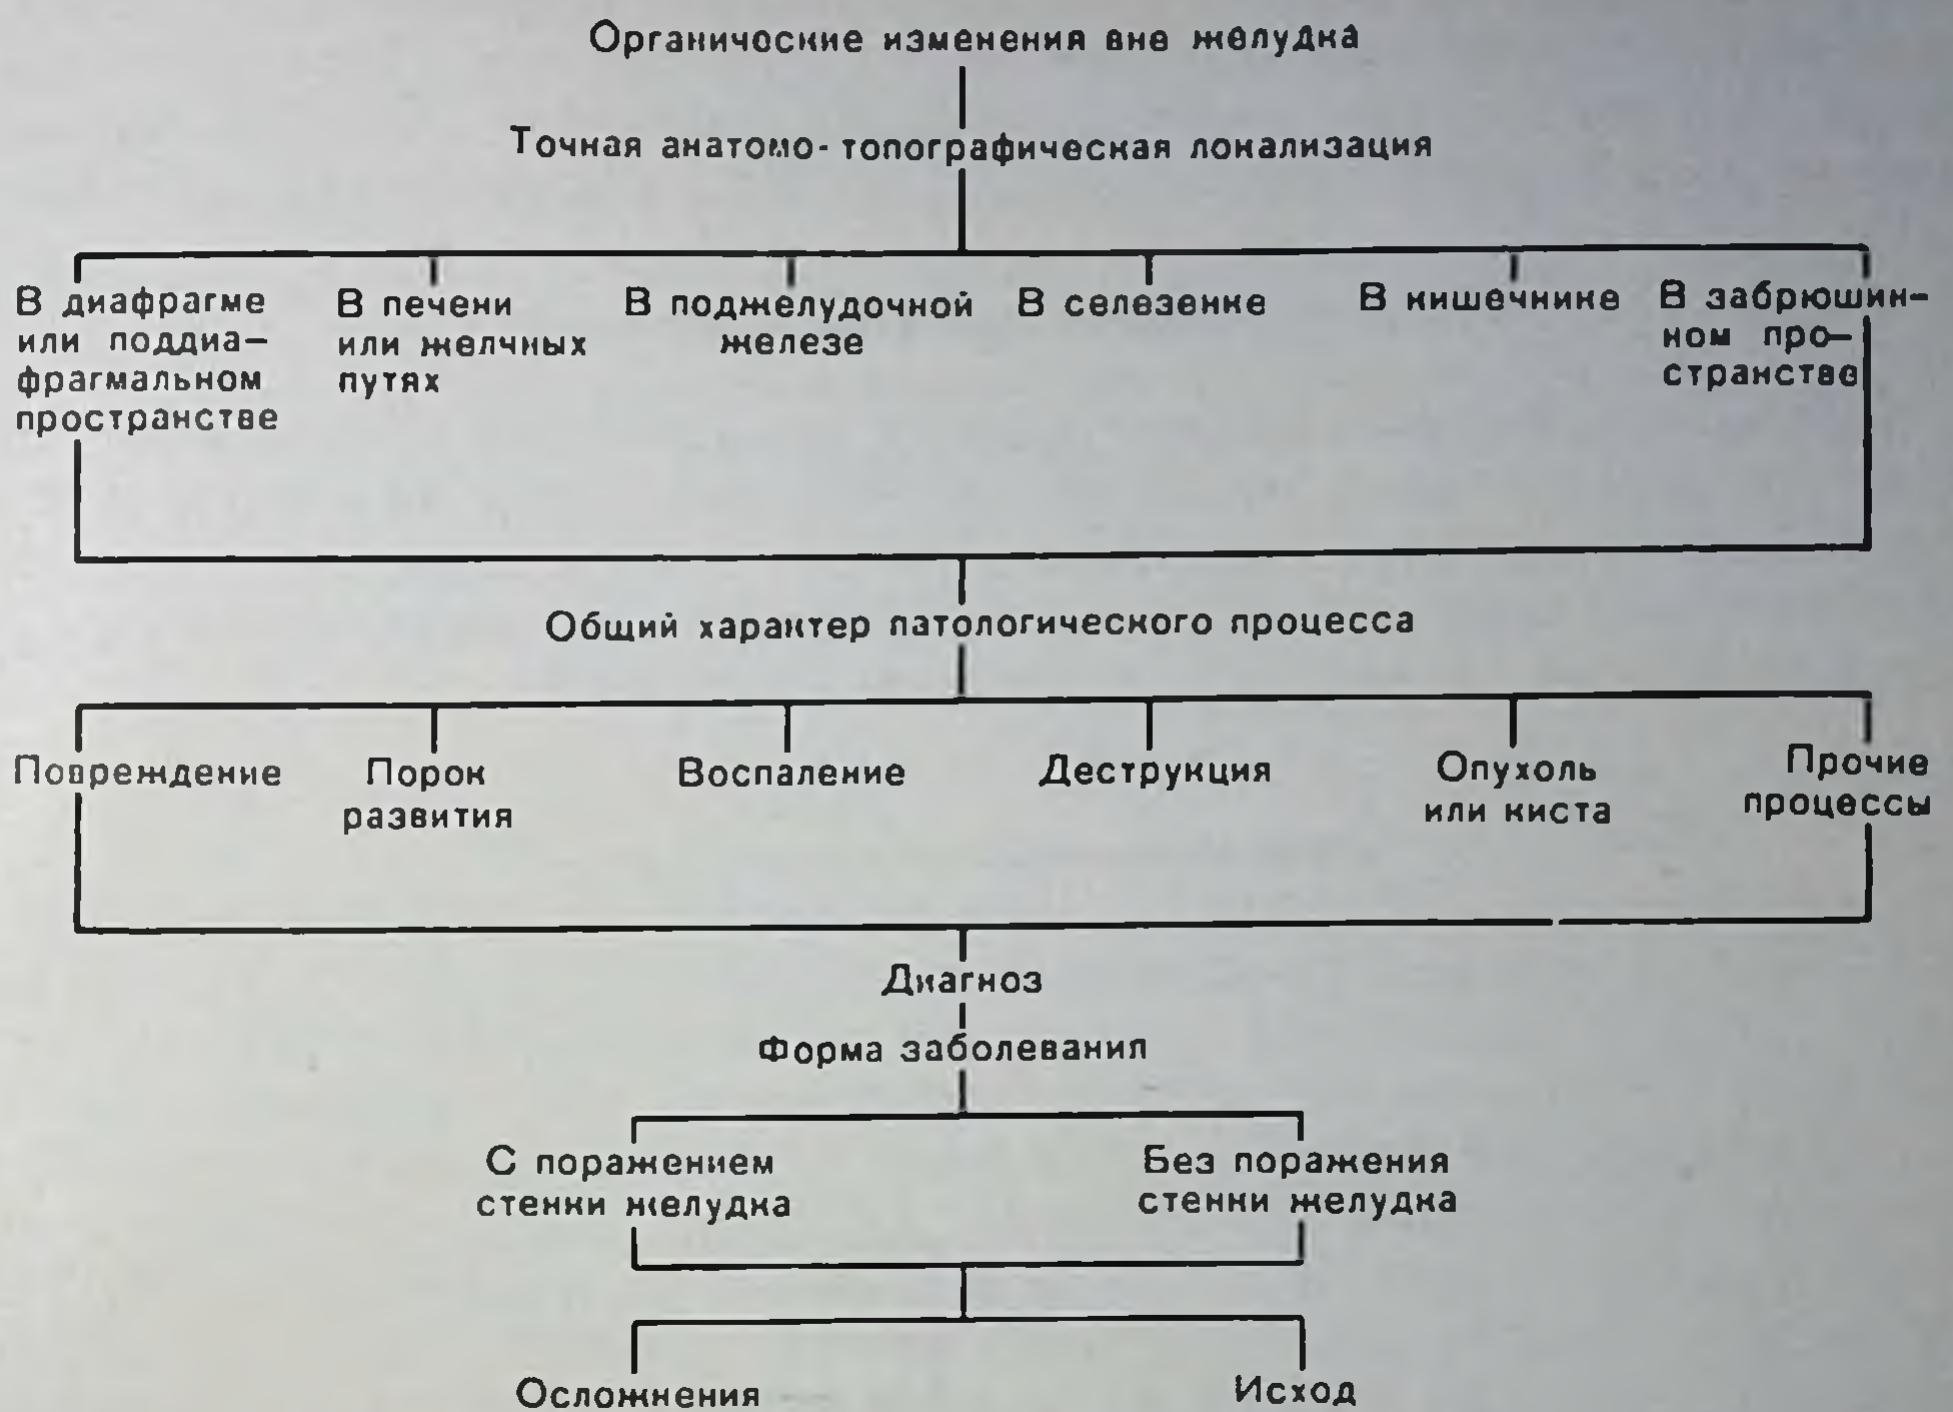 Органические изменения вне желудка
Точная анатомо-топографическая локализация
В диафрагме
или поддиа-
фрагмальном
пространстве
В печени
или желчных
путях
В поджелудочной
железе
В селезенке
В кишечнике
В забрюшин-
ном про-
странстве
Общий характер патологического процесса
Повреждение
Порок
развития
Воспаление
Деструкция
Опухоль
или киста
Прочие
процессы
Диагноз
Форма заболевания
С поражением
стенки желудка
Без поражения
стенки желудка
Осложнения
Исход